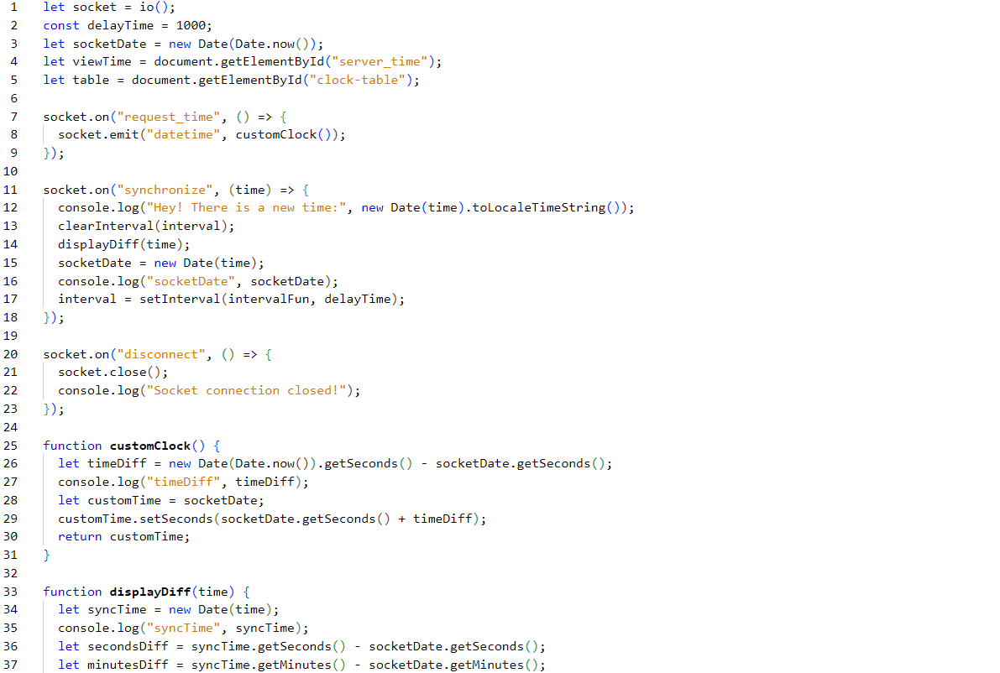 1 let socket = io();
2 const delayTime = 1000;
3 let socketDate = new Date(Date.now());
4 let viewTime = document.getElementById("server_time");
5 let table = document.getElementById("clock-table");
6
7 socket.on("request_time", () => {
8 socket.emit("datetime", customClock());
9 });
10
11 socket.on("synchronize", (time) => {
12 console.log("Hey! There is a new time:", new Date(time).toLocaleTimeString());
13 clearInterval(interval);
14 displayDiff(time);
15 socketDate = new Date(time);
16 console.log("socketDate", socketDate);
17 interval = setInterval(intervalFun, delayTime);
18 });
19
20 socket.on("disconnect", () => {
21 socket.close();
22 console.log("Socket connection closed!");
23 });
24
25 function customClock() {
26 let timeDiff = new Date(Date.now()).getSeconds() - socketDate.getSeconds();
27 console.log("timeDiff", timeDiff);
28 let customTime = socketDate;
29 customTime.setSeconds(socketDate.getSeconds() + timeDiff);
30 return customTime;
31 }
32
33 function displayDiff(time) {
34 let syncTime = new Date(time);
35 console.log("syncTime", syncTime);
36 let secondsDiff = syncTime.getSeconds() - socketDate.getSeconds();
37 let minutesDiff = syncTime.getMinutes() - socketDate.getMinutes();